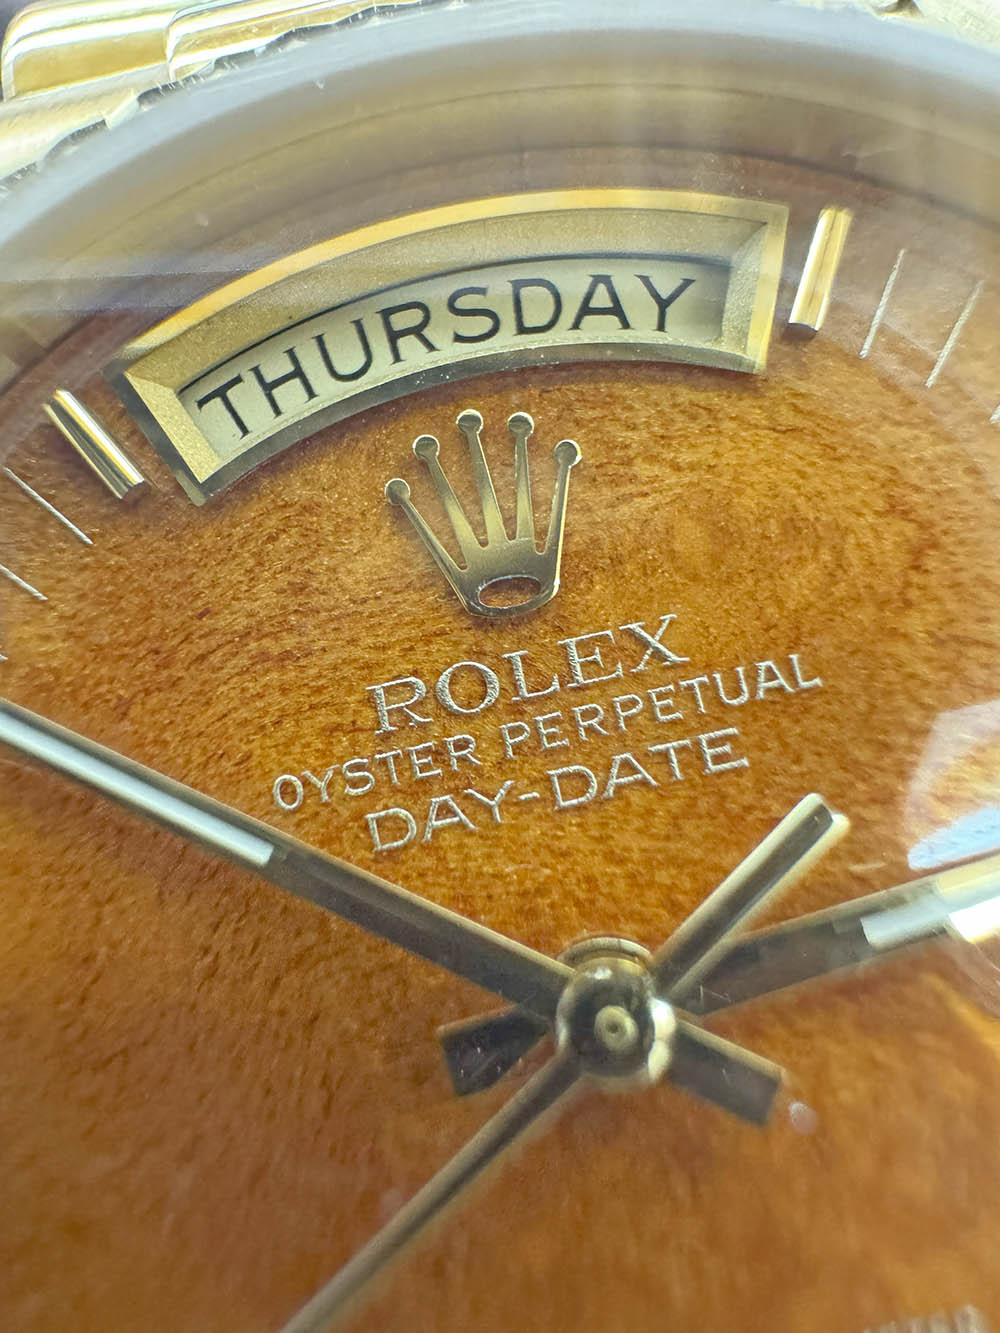 THURSDAY
ROLEX
OYSTER PERPETUAL
DAY-DATE